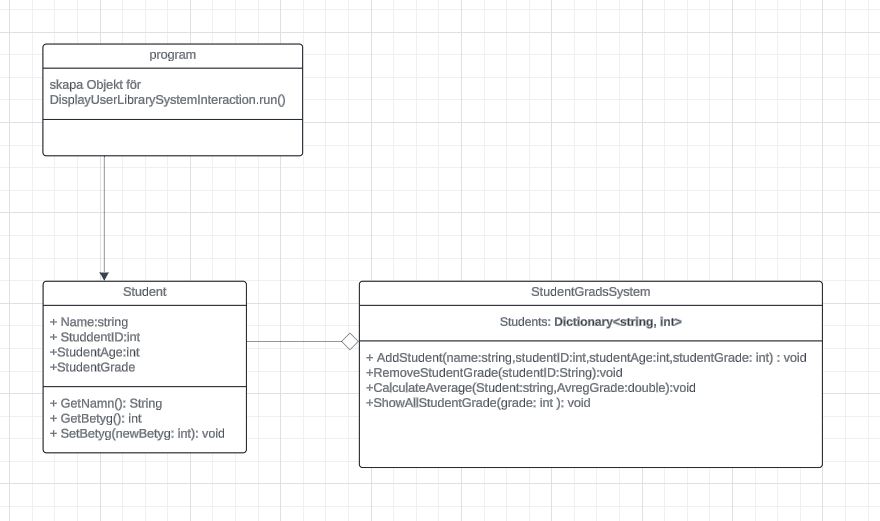 program
skapa Objekt för
DisplayUserLibrarySystemInteraction.run()
Student
+ Name:string
+ StuddentID:int
+StudentAge:int
+StudentGrade
+ GetNamn(): String
+ GetBetyg(): int
+ SetBetyg(newBetyg: int): void
StudentGradsSystem
Students: Dictionary<string, int>
+ AddStudent(name:string,studentID:int,studentAge:int,studentGrade: int) : void
+RemoveStudentGrade(studentID:String):void
+CalculateAverage(Student:string,AvregGrade:double):void
+ShowAllStudentGrade(grade: int ): void